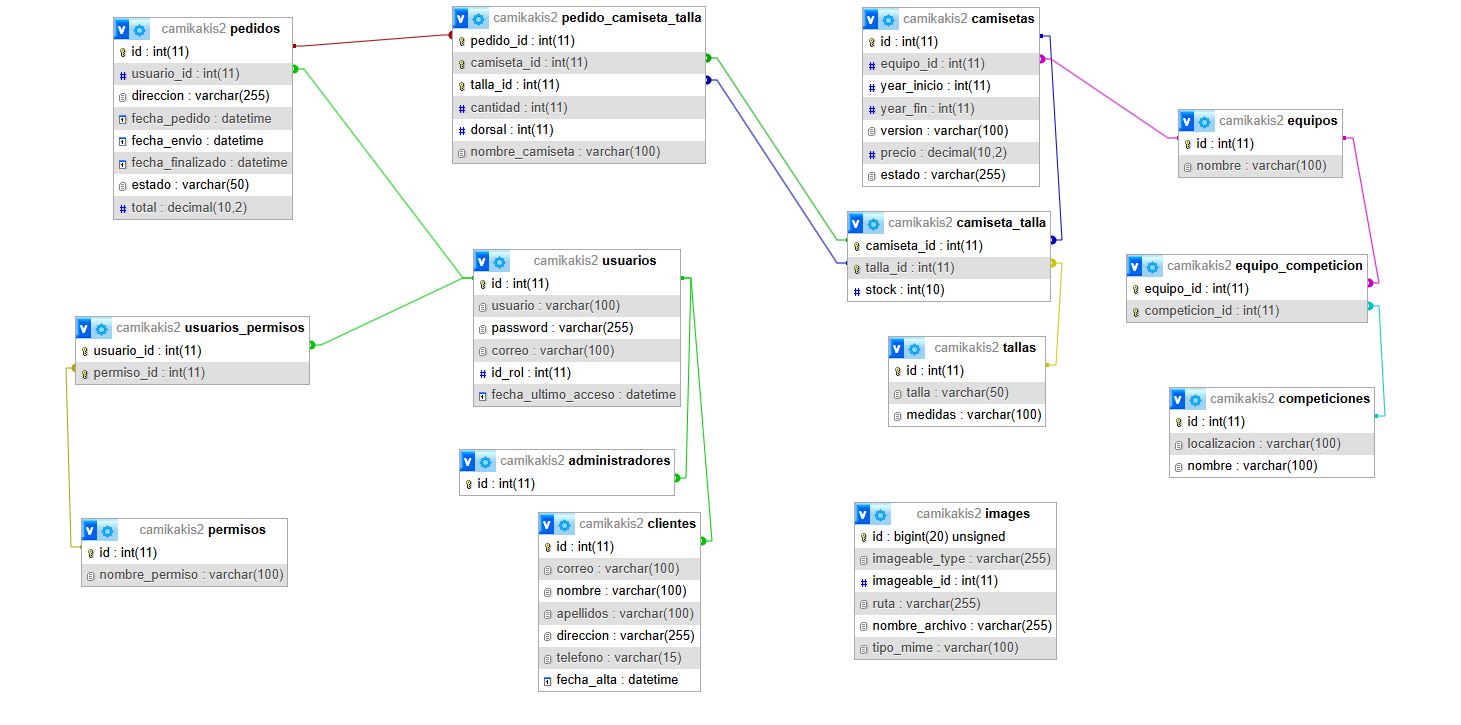 camikakis2 pedidos
id : int(11)
usuario_id : int(11)
direccion : varchar(255)
fecha_pedido : datetime
fecha_envio : datetime
fecha_finalizado : datetime
estado : varchar(50)
total : decimal(10,2)
camikakis2 pedido_camiseta_talla
pedido_id : int(11)
camiseta_id : int(11)
talla_id : int(11)
cantidad : int(11)
dorsal : int(11)
nombre_camiseta : varchar(100)
camikakis2 camisetas
id : int(11)
equipo_id : int(11)
year_inicio : int(11)
year_fin : int(11)
version : varchar(100)
precio : decimal(10,2)
estado : varchar(255)
camikakis2 equipos
id : int(11)
nombre : varchar(100)
camikakis2 camiseta_talla
camiseta_id : int(11)
talla_id : int(11)
stock : int(10)
camikakis2 usuarios
id : int(11)
usuario : varchar(100)
password : varchar(255)
correo : varchar(100)
id_rol : int(11)
fecha_ultimo_acceso : datetime
camikakis2 equipo_competicion
equipo_id : int(11)
competicion_id : int(11)
camikakis2 usuarios_permisos
usuario_id : int(11)
permiso_id : int(11)
camikakis2 tallas
id : int(11)
talla : varchar(50)
medidas : varchar(100)
camikakis2 competiciones
id : int(11)
localizacion : varchar(100)
nombre : varchar(100)
camikakis2 administradores
id : int(11)
camikakis2 permisos
id : int(11)
nombre_permiso : varchar(100)
camikakis2 clientes
id : int(11)
correo : varchar(100)
nombre : varchar(100)
apellidos : varchar(100)
direccion : varchar(255)
telefono : varchar(15)
fecha_alta : datetime
camikakis2 images
id : bigint(20) unsigned
imageable_type : varchar(255)
imageable_id : int(11)
ruta : varchar(255)
nombre_archivo : varchar(255)
tipo_mime : varchar(100)